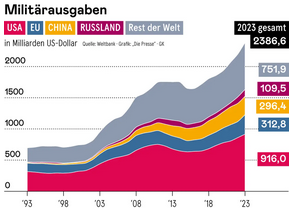 Militärausgaben
USA EU CHINA RUSSLAND Rest der Welt
in Milliarden US-Dollar Quelle: Weltbank · Grafik: „Die Presse“ · GK
2023 gesamt
2386,6
2000
751,9
1500
109,5
1000
296,4
312,8
500
916,0
0
'93 '98 '03 '08 '13 '18 '23